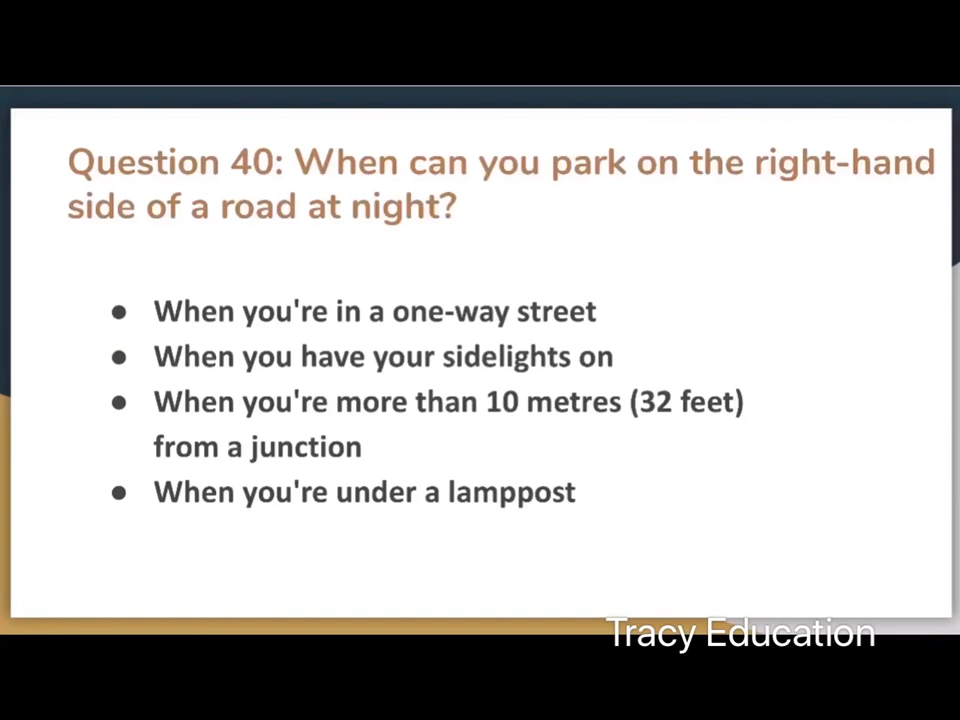 Question 40: When can you park on the right-hand
side of a road at night?
● When you're in a one-way street
● When you have your sidelights on
● When you're more than 10 metres (32 feet)
from a junction
● When you're under a lamppost
Tracy Education